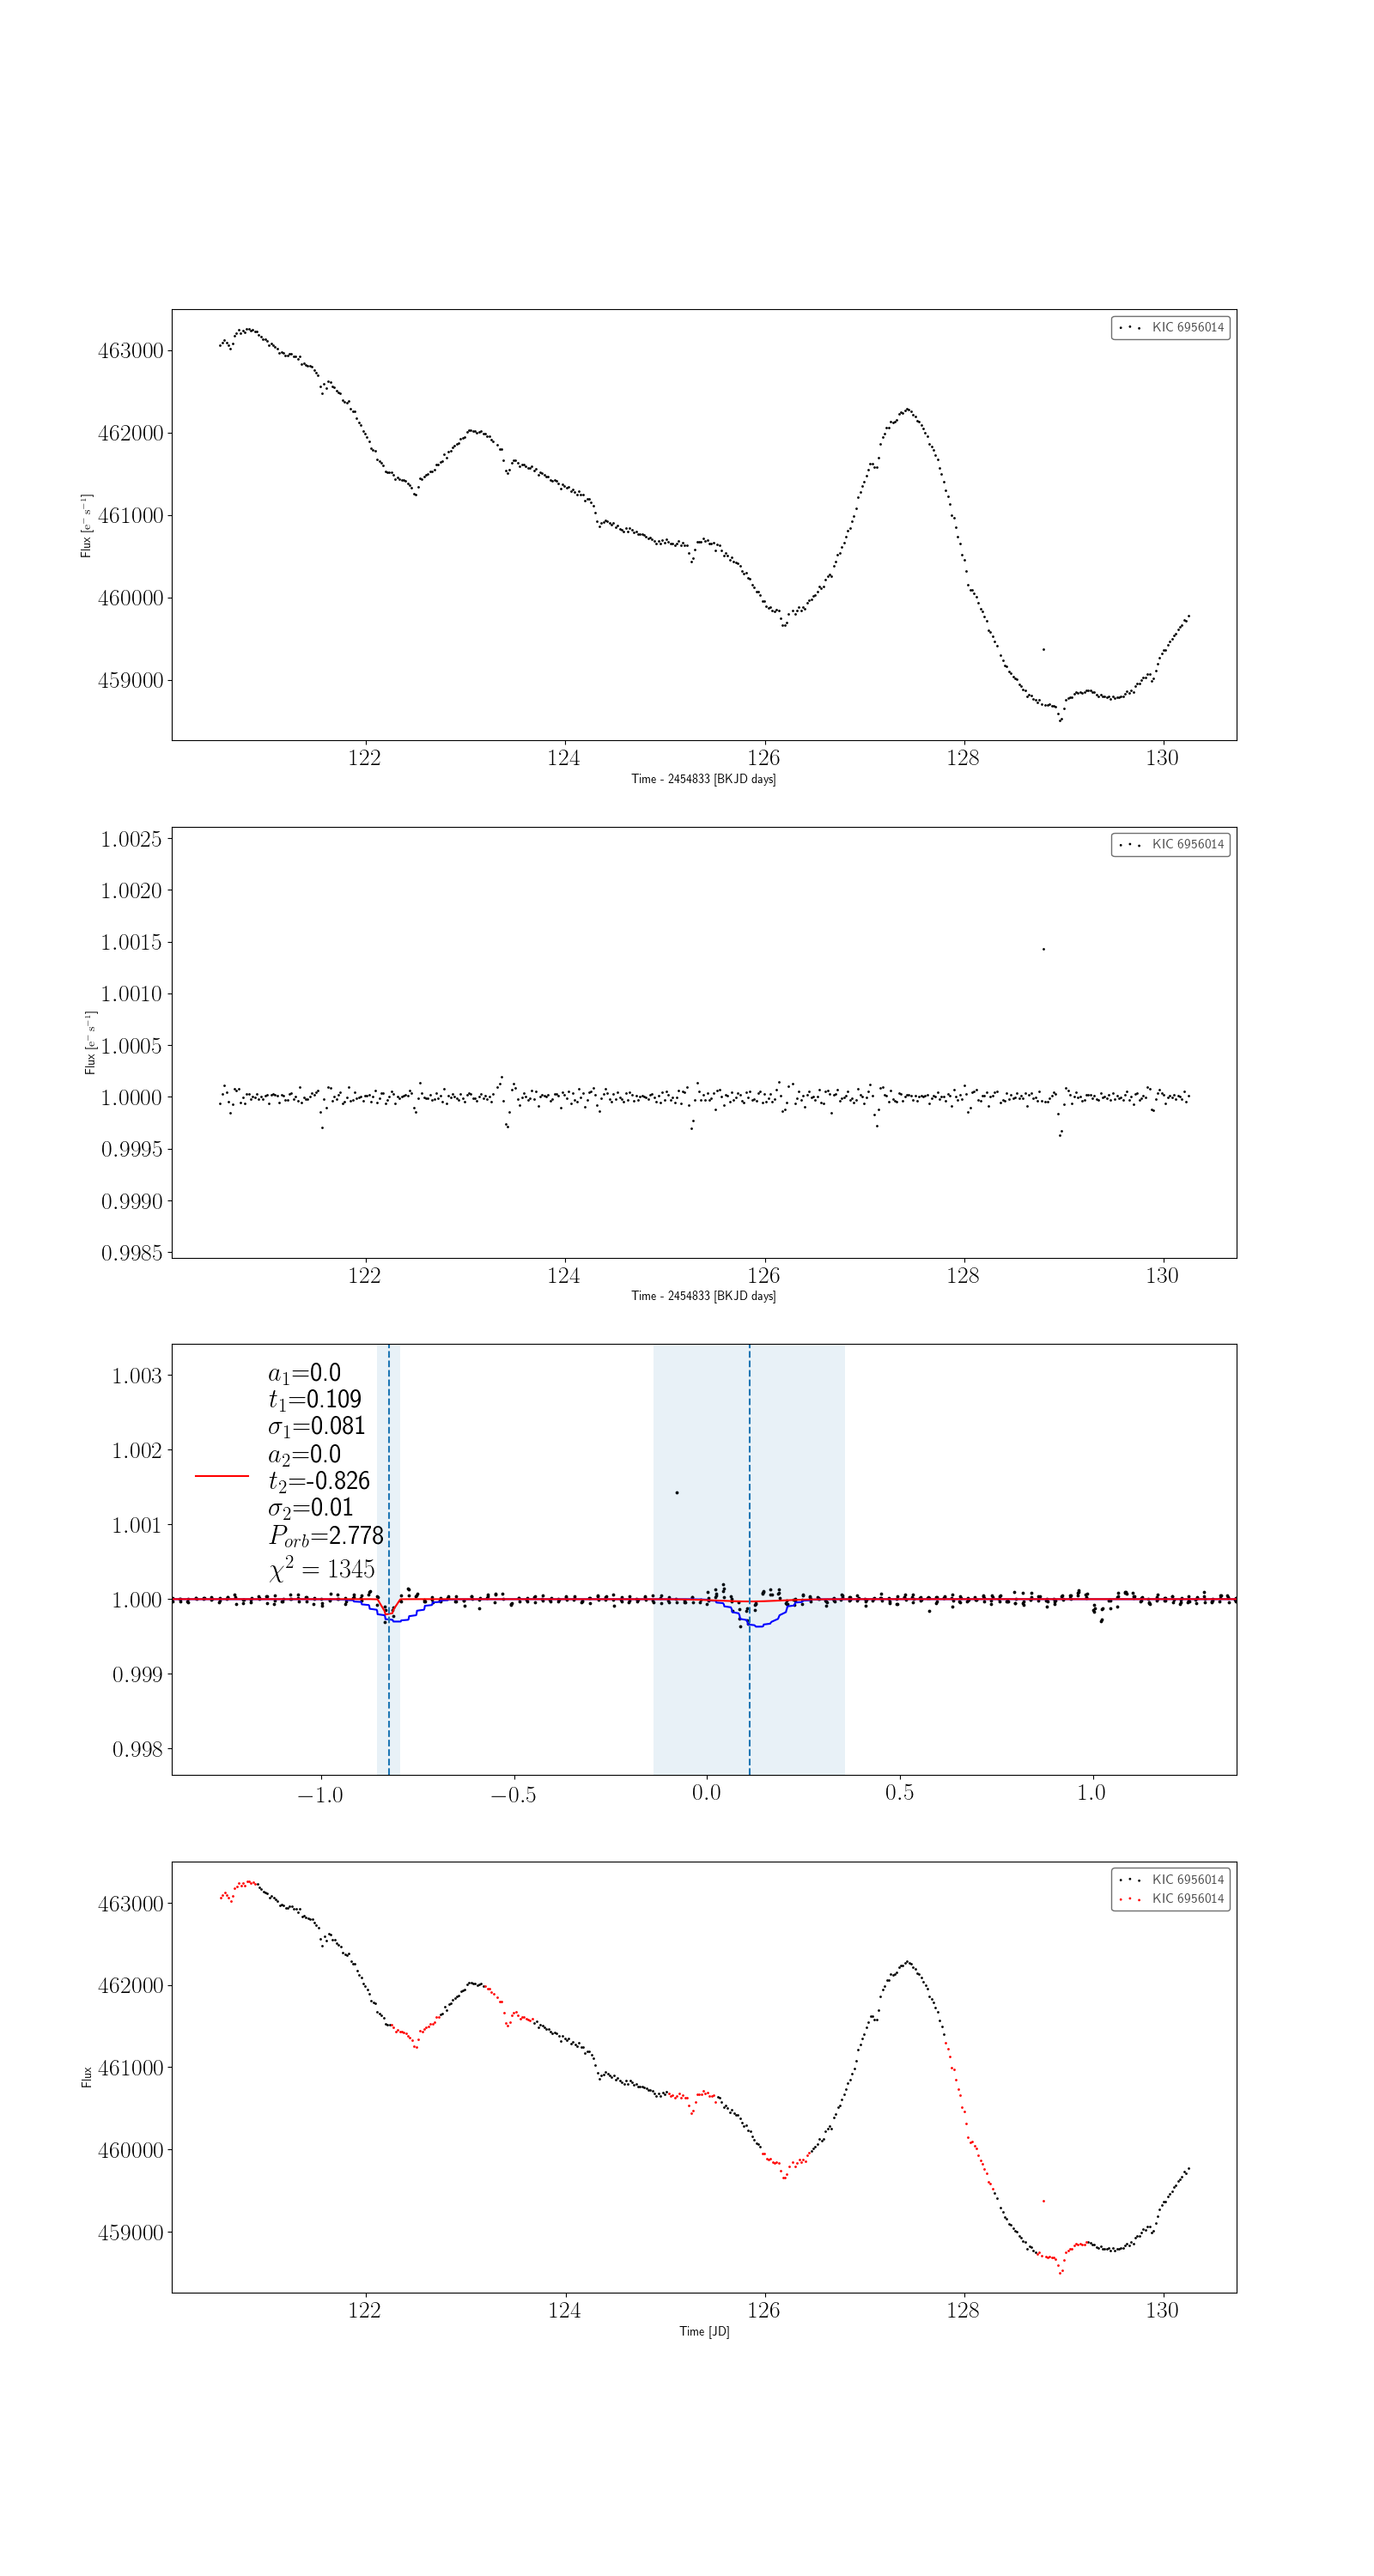 KIC 6956014
463000
462000
461000
460000
459000
Flux [e⁻ s⁻¹]
122 124 126 128 130
Time - 2454833 [BKJD days]
KIC 6956014
1.0025
1.0020
1.0015
1.0010
1.0005
1.0000
0.9995
0.9990
0.9985
Flux [e⁻ s⁻¹]
122 124 126 128 130
Time - 2454833 [BKJD days]
1.003
1.002
1.001
1.000
0.999
0.998
a₁=0.0
t₁=0.109
σ₁=0.081
a₂=0.0
t₂=-0.826
σ₂=0.01
P_orb=2.778
χ² = 1345
−1.0 −0.5 0.0 0.5 1.0
KIC 6956014
KIC 6956014
463000
462000
461000
460000
459000
Flux
122 124 126 128 130
Time [JD]